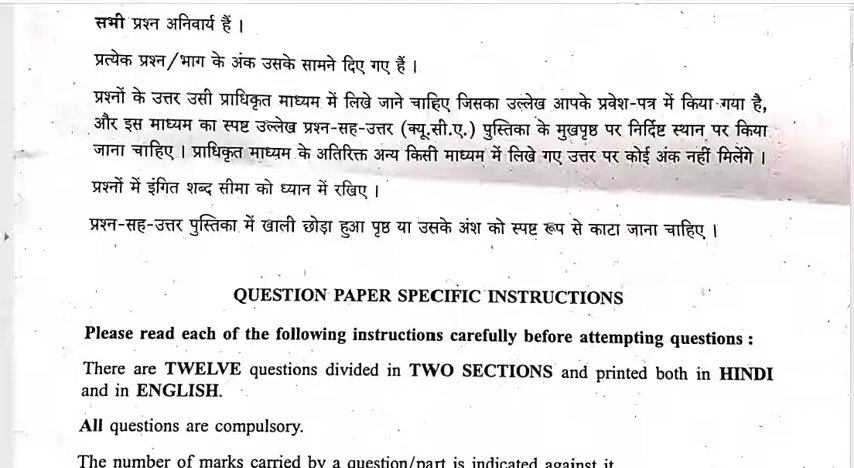 सभी प्रश्न अनिवार्य हैं ।
प्रत्येक प्रश्न/भाग के अंक उसके सामने दिए गए हैं ।
प्रश्नों के उत्तर उसी प्राधिकृत माध्यम में लिखे जाने चाहिए जिसका उल्लेख आपके प्रवेश-पत्र में किया गया है,
और इस माध्यम का स्पष्ट उल्लेख प्रश्न-सह-उत्तर (क्यू.सी.ए.) पुस्तिका के मुखपृष्ठ पर निर्दिष्ट स्थान पर किया
जाना चाहिए । प्राधिकृत माध्यम के अतिरिक्त अन्य किसी माध्यम में लिखे गए उत्तर पर कोई अंक नहीं मिलेंगे ।
प्रश्नों में इंगित शब्द सीमा को ध्यान में रखिए ।
प्रश्न-सह-उत्तर पुस्तिका में खाली छोड़ा हुआ पृष्ठ या उसके अंश को स्पष्ट रूप से काटा जाना चाहिए ।
QUESTION PAPER SPECIFIC INSTRUCTIONS
Please read each of the following instructions carefully before attempting questions :
There are TWELVE questions divided in TWO SECTIONS and printed both in HINDI
and in ENGLISH.
All questions are compulsory.
The number of marks carried by a question/part is indicated against it.